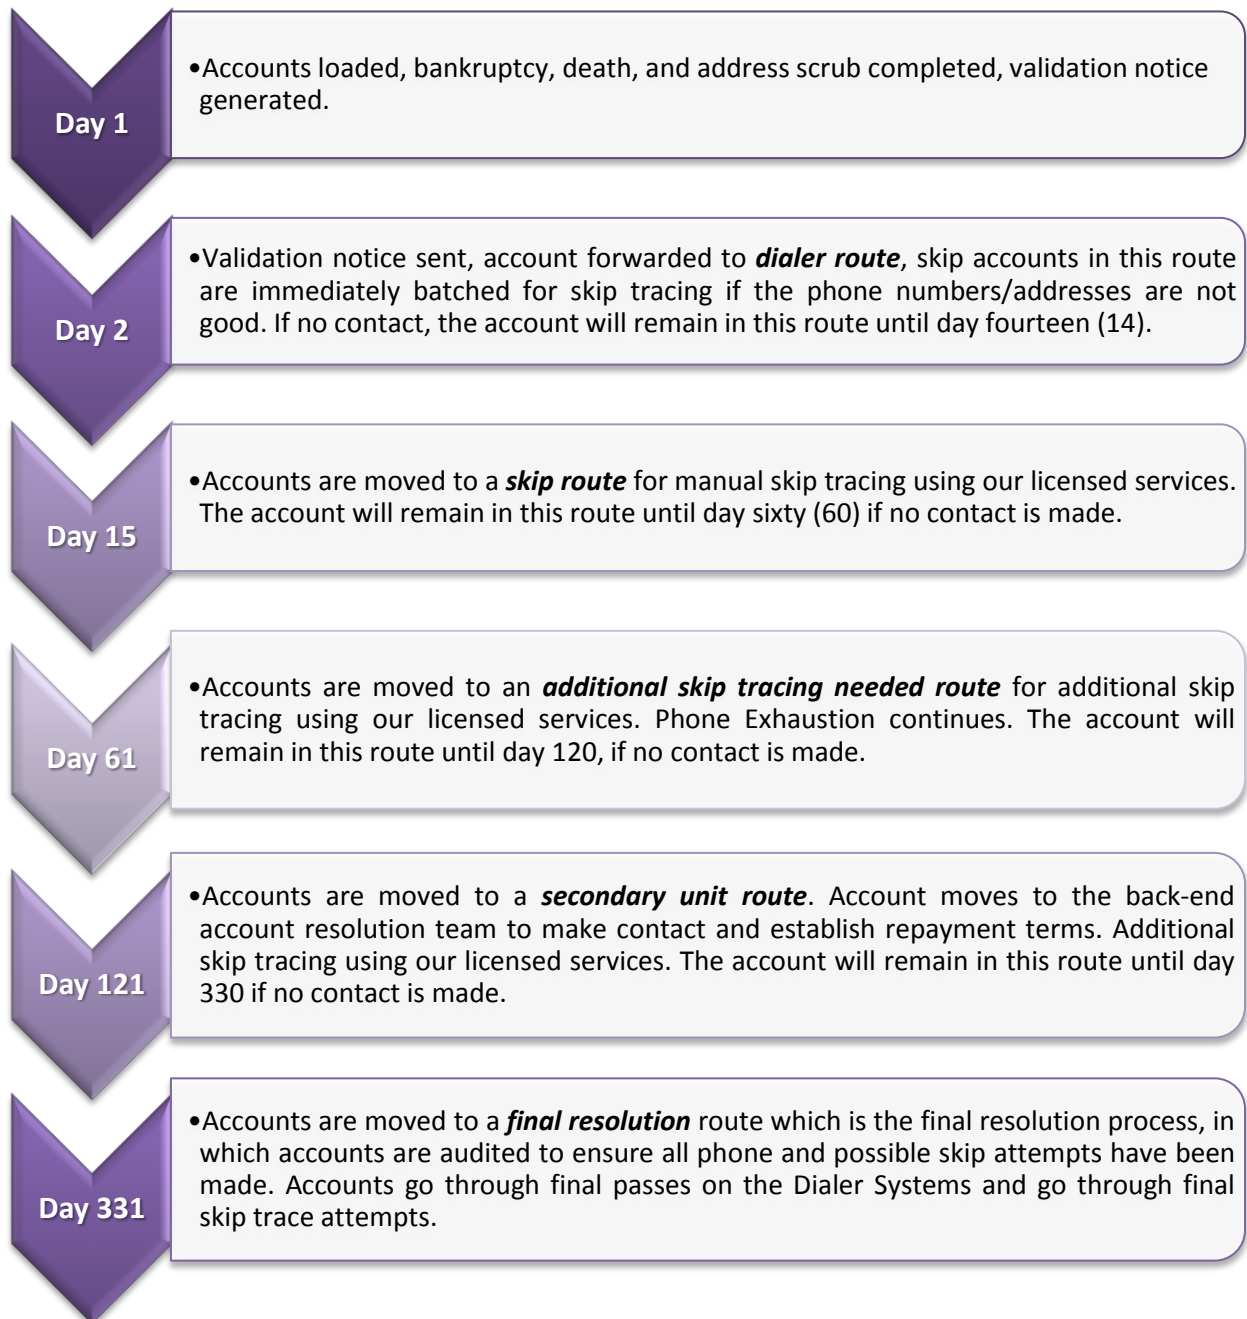 Day 1
•Accounts loaded, bankruptcy, death, and address scrub completed, validation notice
generated.
Day 2
•Validation notice sent, account forwarded to dialer route, skip accounts in this route
are immediately batched for skip tracing if the phone numbers/addresses are not
good. If no contact, the account will remain in this route until day fourteen (14).
Day 15
•Accounts are moved to a skip route for manual skip tracing using our licensed services.
The account will remain in this route until day sixty (60) if no contact is made.
Day 61
•Accounts are moved to an additional skip tracing needed route for additional skip
tracing using our licensed services. Phone Exhaustion continues. The account will
remain in this route until day 120, if no contact is made.
Day 121
•Accounts are moved to a secondary unit route. Account moves to the back-end
account resolution team to make contact and establish repayment terms. Additional
skip tracing using our licensed services. The account will remain in this route until day
330 if no contact is made.
Day 331
•Accounts are moved to a final resolution route which is the final resolution process, in
which accounts are audited to ensure all phone and possible skip attempts have been
made. Accounts go through final passes on the Dialer Systems and go through final
skip trace attempts.